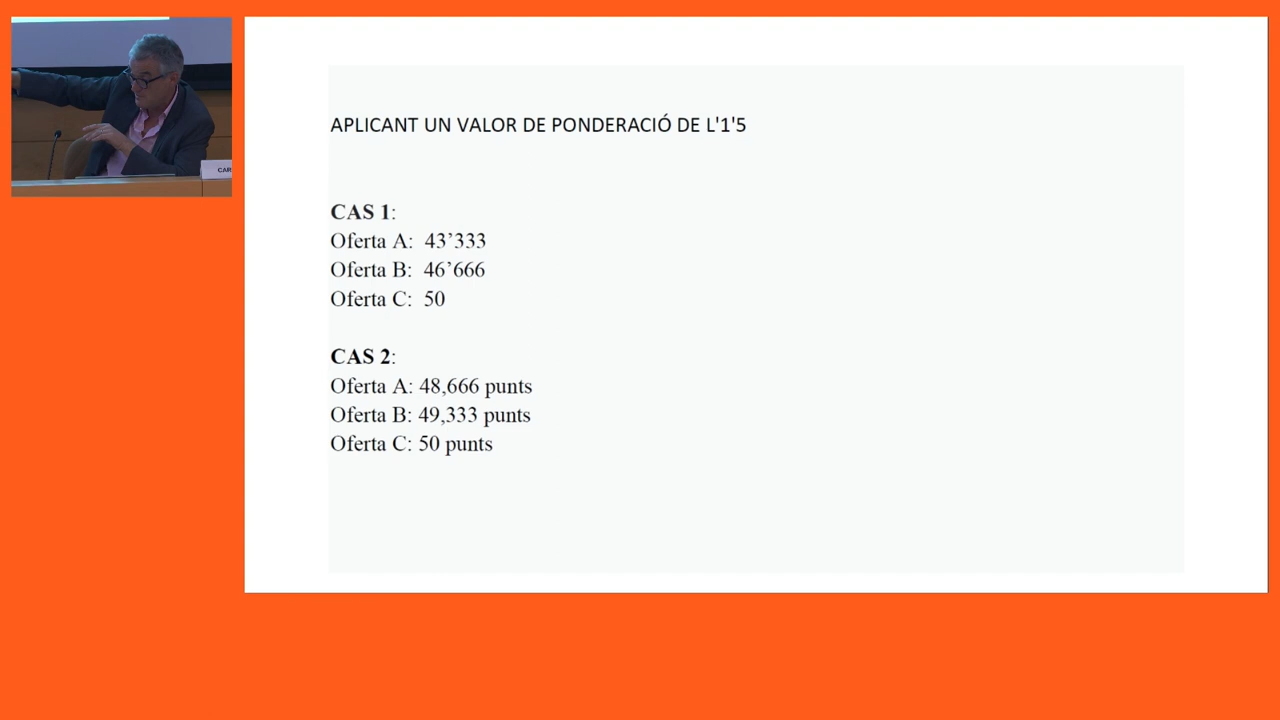 CAR
APLICANT UN VALOR DE PONDERACIÓ DE L'1'5
CAS 1:
Oferta A: 43’333
Oferta B: 46’666
Oferta C: 50
CAS 2:
Oferta A: 48,666 punts
Oferta B: 49,333 punts
Oferta C: 50 punts